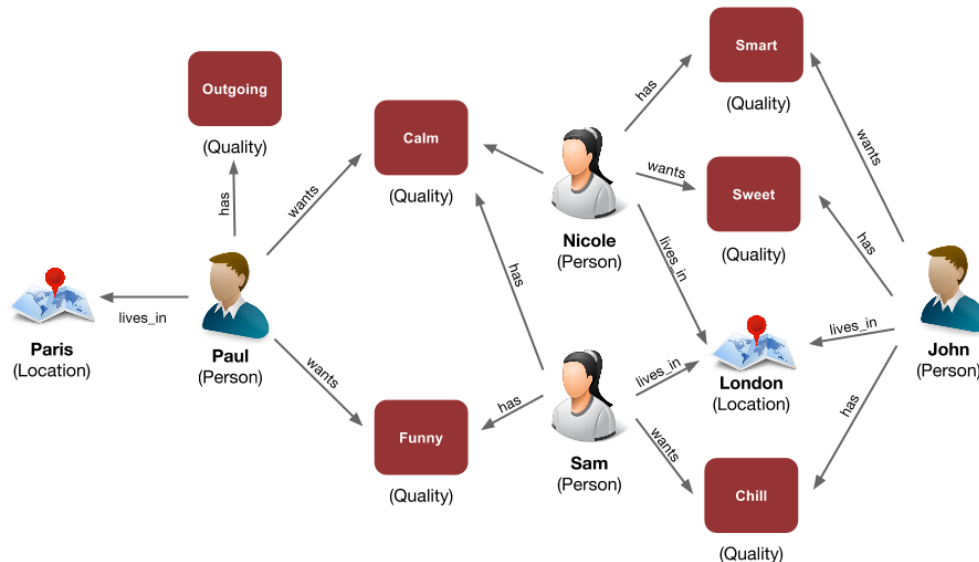 Smart
(Quality)
Outgoing
(Quality)
has
wants
Calm
(Quality)
wants
has
wants
Sweet
(Quality)
Nicole
(Person)
has
lives_in
has
Paris
(Location)
lives_in
Paul
(Person)
wants
has
lives_in
London
(Location)
lives_in
John
(Person)
has
Funny
(Quality)
has
Sam
(Person)
wants
Chill
(Quality)